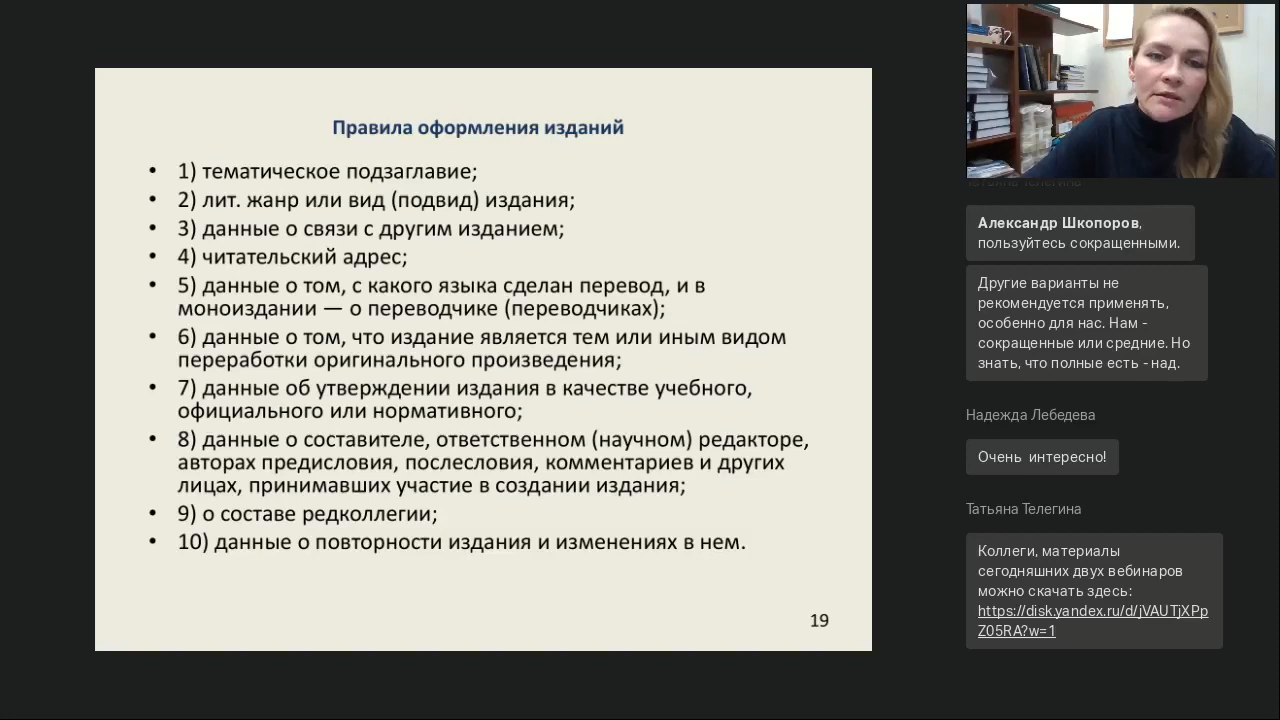 Правила оформления изданий
• 1) тематическое подзаглавие;
• 2) лит. жанр или вид (подвид) издания;
• 3) данные о связи с другим изданием;
• 4) читательский адрес;
• 5) данные о том, с какого языка сделан перевод, и в
моноиздании — о переводчике (переводчиках);
• 6) данные о том, что издание является тем или иным видом
переработки оригинального произведения;
• 7) данные об утверждении издания в качестве учебного,
официального или нормативного;
• 8) данные о составителе, ответственном (научном) редакторе,
авторах предисловия, послесловия, комментариев и других
лицах, принимавших участие в создании издания;
• 9) о составе редколлегии;
• 10) данные о повторности издания и изменениях в нем.
19
Татьяна Телегина
Александр Шкопоров,
пользуйтесь сокращенными.
Другие варианты не
рекомендуется применять,
особенно для нас. Нам -
сокращенные или средние. Но
знать, что полные есть - над.
Надежда Лебедева
Очень интересно!
Татьяна Телегина
Коллеги, материалы
сегодняшних двух вебинаров
можно скачать здесь:
https://disk.yandex.ru/d/jVAUTjXPp
Z05RA?w=1